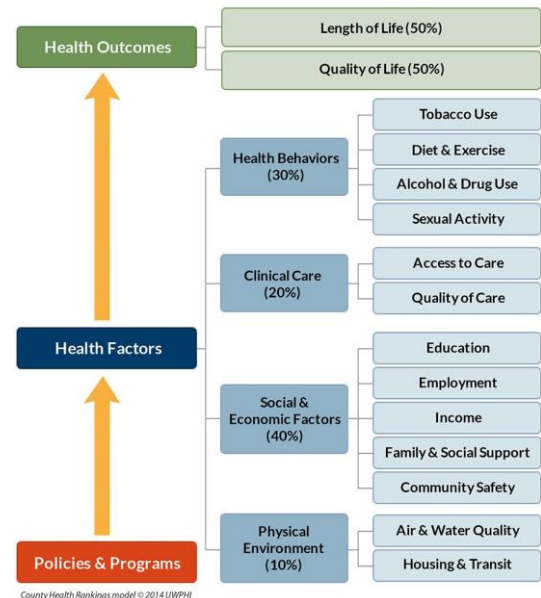 Health Outcomes
Length of Life (50%)
Quality of Life (50%)
Health Factors
Health Behaviors
(30%)
Tobacco Use
Diet & Exercise
Alcohol & Drug Use
Sexual Activity
Clinical Care
(20%)
Access to Care
Quality of Care
Social &
Economic Factors
(40%)
Education
Employment
Income
Family & Social Support
Community Safety
Physical
Environment
(10%)
Air & Water Quality
Housing & Transit
Policies & Programs
County Health Rankings model © 2014 UWPHI